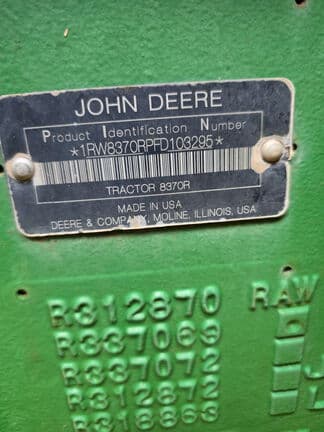 JOHN DEERE
Product Identification Number
*1RW8370RPFD103295*
TRACTOR 8370R
MADE IN USA
DEERE & COMPANY, MOLINE, ILLINOIS, USA
R312870 RAW
R337069
R337072
R312872
R318863